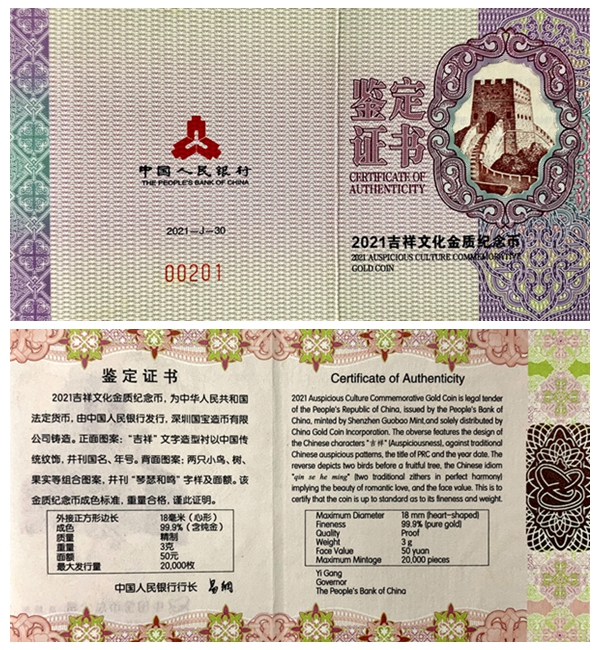 鉴定
证书
CERTIFICATE OF
AUTHENTICITY
中国人民银行
THE PEOPLE'S BANK OF CHINA
2021—J—30
00201
2021吉祥文化金质纪念币
2021 AUSPICIOUS CULTURE COMMEMORATIVE
GOLD COIN
鉴定证书
2021吉祥文化金质纪念币，为中华人民共和国
法定货币，由中国人民银行发行，深圳国宝造币有限
公司铸造。正面图案：“吉祥”文字造型衬以中国传
统纹饰，并刊国名、年号。背面图案：两只小鸟、树、
果实等组合图案，并刊“琴瑟和鸣”字样及面额。该
金质纪念币成色标准，重量合格，谨此证明。
外接正方形边长 18毫米（心形）
成色 99.9%（含纯金）
质量 精制
重量 3克
面额 50元
最大发行量 20,000枚
中国人民银行行长 易纲
Certificate of Authenticity
2021 Auspicious Culture Commemorative Gold Coin is legal tender
of the People's Republic of China, issued by the People's Bank of
China, minted by Shenzhen Guobao Mint,and solely distributed by
China Gold Coin Incorporation. The obverse features the design of
the Chinese characters "吉祥" (Auspiciousness), against traditional
Chinese auspicious patterns, the title of PRC and the year date. The
reverse depicts two birds before a fruitful tree, the Chinese idiom
"qin se he ming" (two traditional zithers in perfect harmony)
implying the beauty of romantic love, and the face value. This is to
certify that the coin is up to standard as to its fineness and weight.
Maximum Diameter 18 mm (heart-shaped)
Fineness 99.9% (pure gold)
Quality Proof
Weight 3 g
Face Value 50 yuan
Maximum Mintage 20,000 pieces
Yi Gang
Governor
The People's Bank of China